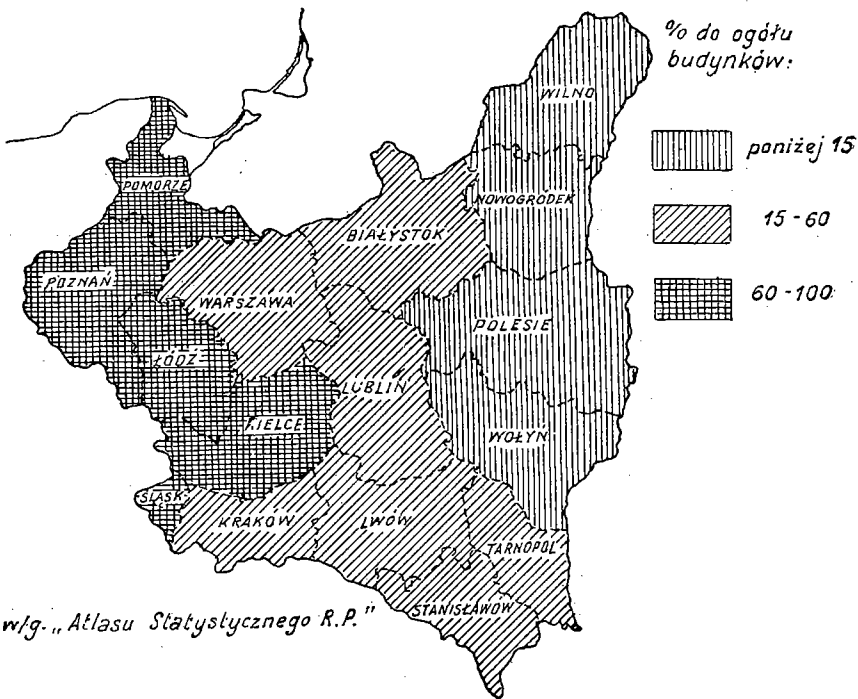 % do ogółu
budynków:
poniżej 15
15-60
60-100
WILNO
NOWOGRÓDEK
POMORZE
BIAŁYSTOK
POZNAŃ
WARSZAWA
POLESIE
ŁÓDŹ
LUBLIN
KIELCE
WOŁYŃ
ŚLĄSK
KRAKÓW
LWÓW
TARNOPOL
STANISŁAWÓW
w/g. „Atlasu Statystycznego R.P."